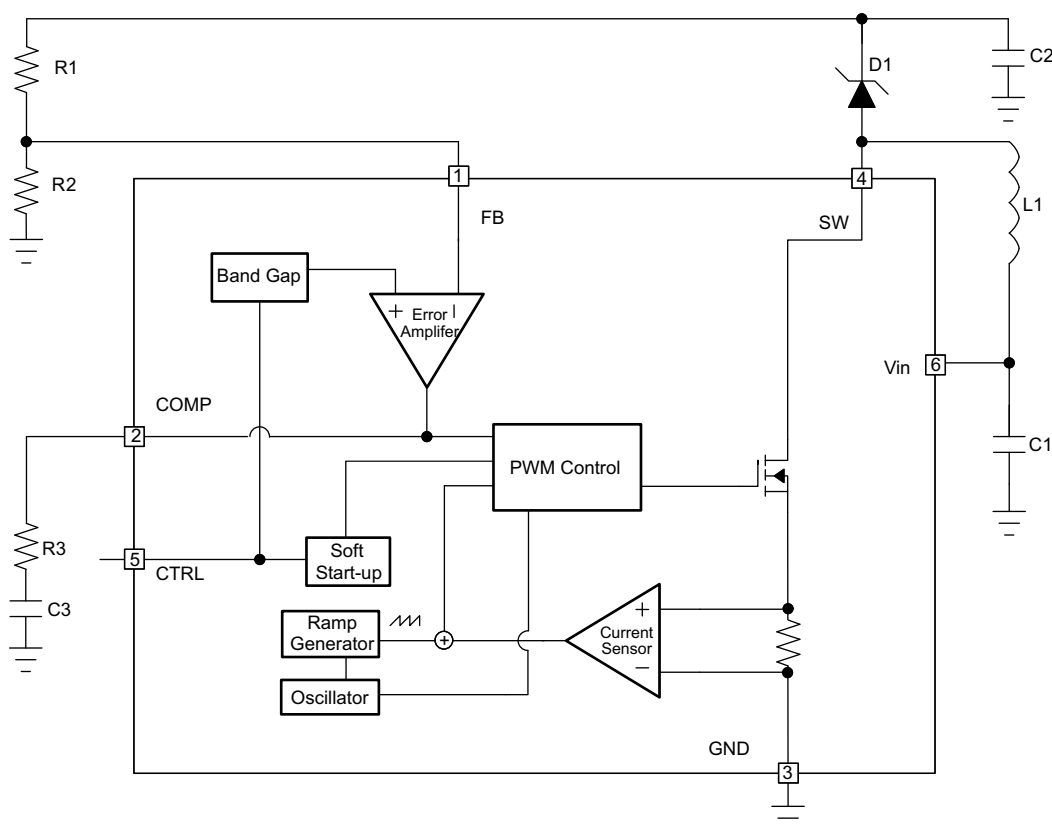 C2
D1
R1
R2
1
4
L1
FB
SW
Band Gap
+
−
Error
Amplifer
Vin
6
COMP
2
C1
PWM Control
R3
5
CTRL
Soft
Start-up
C3
Ramp
Generator
+
+
Current
Sensor
−
Oscillator
GND
3